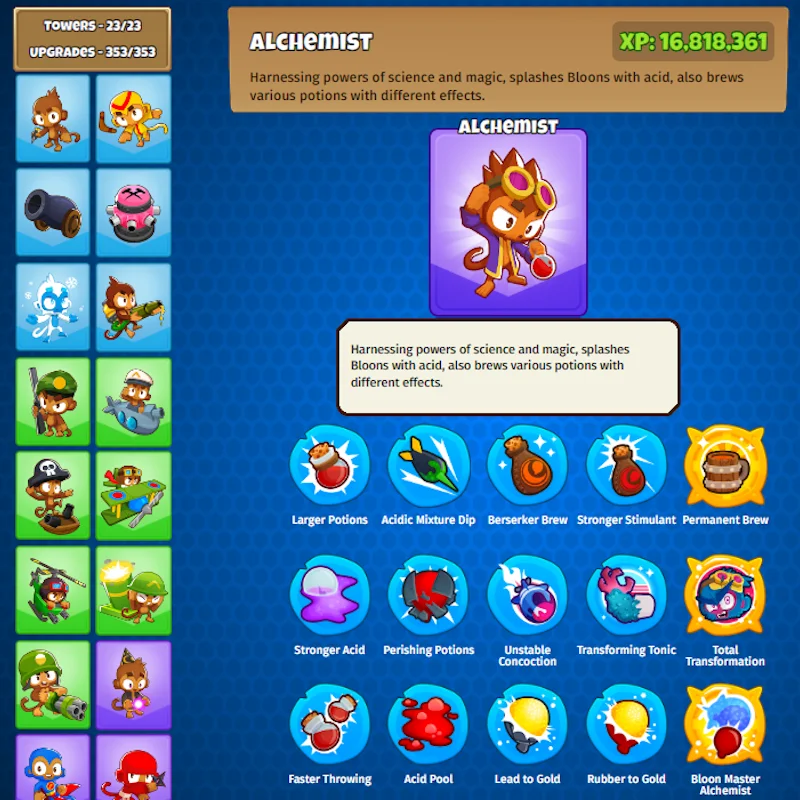 TOWERS - 23/23
UPGRADES - 353/353
ALCHEMIST
XP: 16,818,361
Harnessing powers of science and magic, splashes Bloons with acid, also brews
various potions with different effects.
ALCHEMIST
Harnessing powers of science and magic, splashes
Bloons with acid, also brews various potions with
different effects.
Larger Potions
Acidic Mixture Dip
Berserker Brew
Stronger Stimulant
Permanent Brew
Stronger Acid
Perishing Potions
Unstable
Concoction
Transforming Tonic
Total
Transformation
Faster Throwing
Acid Pool
Lead to Gold
Rubber to Gold
Bloon Master
Alchemist